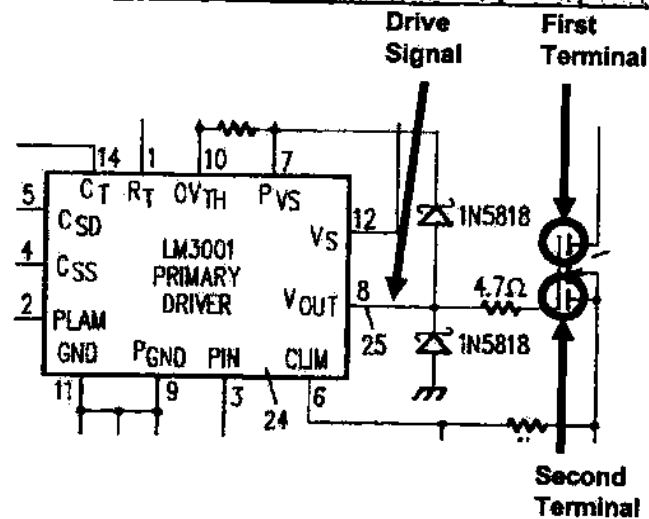 Drive
Signal
First
Terminal
14
1
10
7
CT RT OVTH PVS
5
CSD
12
VS
1N5818
4
CSS
LM3001
PRIMARY
DRIVER
4.7Ω
2
PLAM
VOUT
8
25
1N5818
GND PGND PIN CLIM
11
9
3
24
6
Second
Terminal